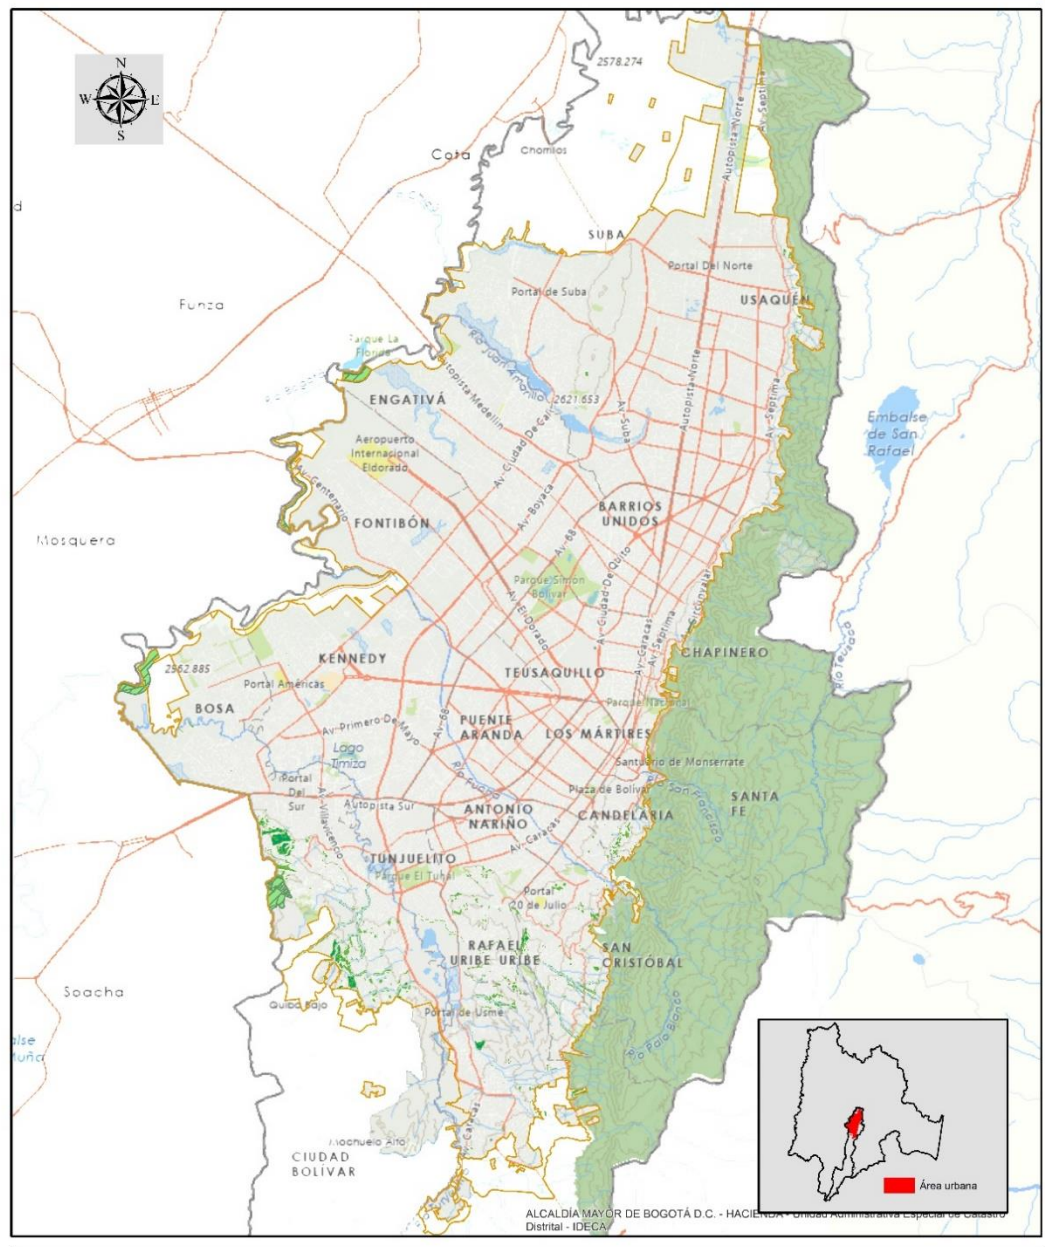 2578.274
N
W E
S
Cota
Autopista Norte
Av. Septima
SUBA
Portal Del Norte
Portal de Suba
USAQUÉN
Funza
Parque La
Florida
Río Juan Amarillo
Autopista Medellín
Autopista Norte
ENGATIVÁ
2621.653
Av. Suba
Av. Septima
Av. Ciudad De Cali
Embalse
de San
Rafael
Aeropuerto
Internacional
Eldorado
Av. Centenario
Av. Boyaca
BARRIOS
UNIDOS
FONTIBÓN
Mosquera
Av. 68
Av. Ciudad De Quito
Parque Simon
Bolivar
Av. El Dorado
Av. Caracas
Av. Septima
Av. Circunvalar
CHAPINERO
KENNEDY
2562.885
TEUSAQUILLO
Portal Américas
BOSA
Parque Nacional
PUENTE
ARANDA
LOS MÁRTIRES
Av. Primero De Mayo
Av. 68
Lago
Timiza
Santuario de Monserrate
Portal
Del
Sur
Río Fucha
Plaza de Bolívar
Río San Francisco
SANTA
FE
Autopista Sur
Av. Villavicencio
ANTONIO
NARIÑO
CANDELARIA
Av. Caracas
TUNJUELITO
Parque El Tunal
Portal
20 de Julio
RAFAEL
URIBE URIBE
SAN
CRISTÓBAL
Soacha
Quiba Bajo
Portal de Usme
Río Palo Blanco
Mochuelo Alto
Av. Caracas
CIUDAD
BOLÍVAR
Área urbana
ALCALDÍA MAYOR DE BOGOTÁ D.C. - HACIENDA - Unidad Administrativa Especial de Catastro
Distrital - IDECA